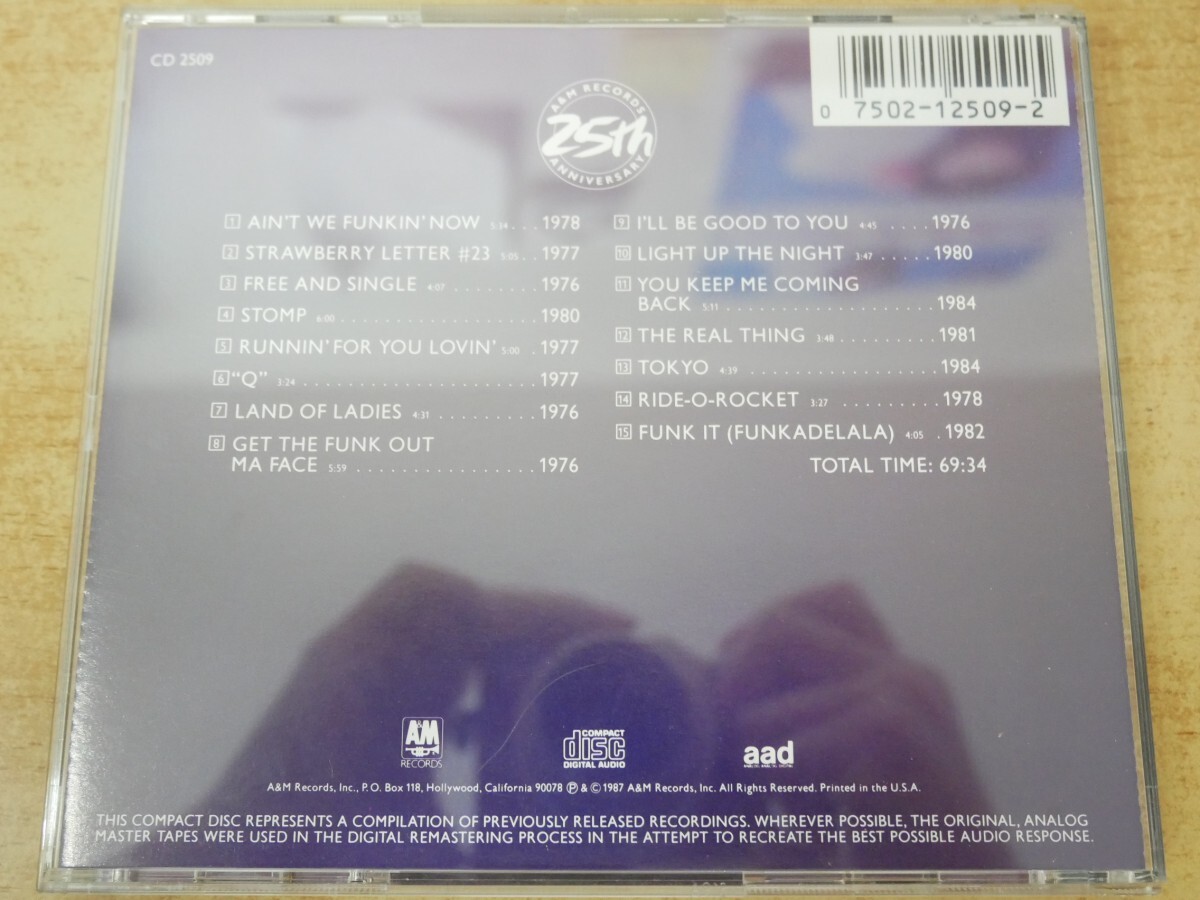 CD 2509
A&M RECORDS
25th
ANNIVERSARY
0 7502-12509-2
1 AIN'T WE FUNKIN' NOW 5:34 . . . 1978
2 STRAWBERRY LETTER #23 5:05 . . 1977
3 FREE AND SINGLE 4:07 . . . . . . . . 1976
4 STOMP 6:00 . . . . . . . . . . . . . . . . . . . 1980
5 RUNNIN' FOR YOU LOVIN' 5:00 . 1977
6 "Q" 3:24 . . . . . . . . . . . . . . . . . . . . . . . 1977
7 LAND OF LADIES 4:31 . . . . . . . . . 1976
8 GET THE FUNK OUT
MA FACE 5:59 . . . . . . . . . . . . . . . . . 1976
9 I'LL BE GOOD TO YOU 4:45 . . . . 1976
10 LIGHT UP THE NIGHT 3:47 . . . . . 1980
11 YOU KEEP ME COMING
BACK 5:11 . . . . . . . . . . . . . . . . . . . . 1984
12 THE REAL THING 3:48 . . . . . . . . . 1981
13 TOKYO 4:39 . . . . . . . . . . . . . . . . . . 1984
14 RIDE-O-ROCKET 3:27 . . . . . . . . . 1978
15 FUNK IT (FUNKADELALA) 4:05 . 1982
TOTAL TIME: 69:34
A&M
RECORDS
COMPACT
disc
DIGITAL AUDIO
aad
A&M Records, Inc., P.O. Box 118, Hollywood, California 90078 ℗ & © 1987 A&M Records, Inc. All Rights Reserved. Printed in the U.S.A.
THIS COMPACT DISC REPRESENTS A COMPILATION OF PREVIOUSLY RELEASED RECORDINGS. WHEREVER POSSIBLE, THE ORIGINAL, ANALOG
MASTER TAPES WERE USED IN THE DIGITAL REMASTERING PROCESS IN THE ATTEMPT TO RECREATE THE BEST POSSIBLE AUDIO RESPONSE.